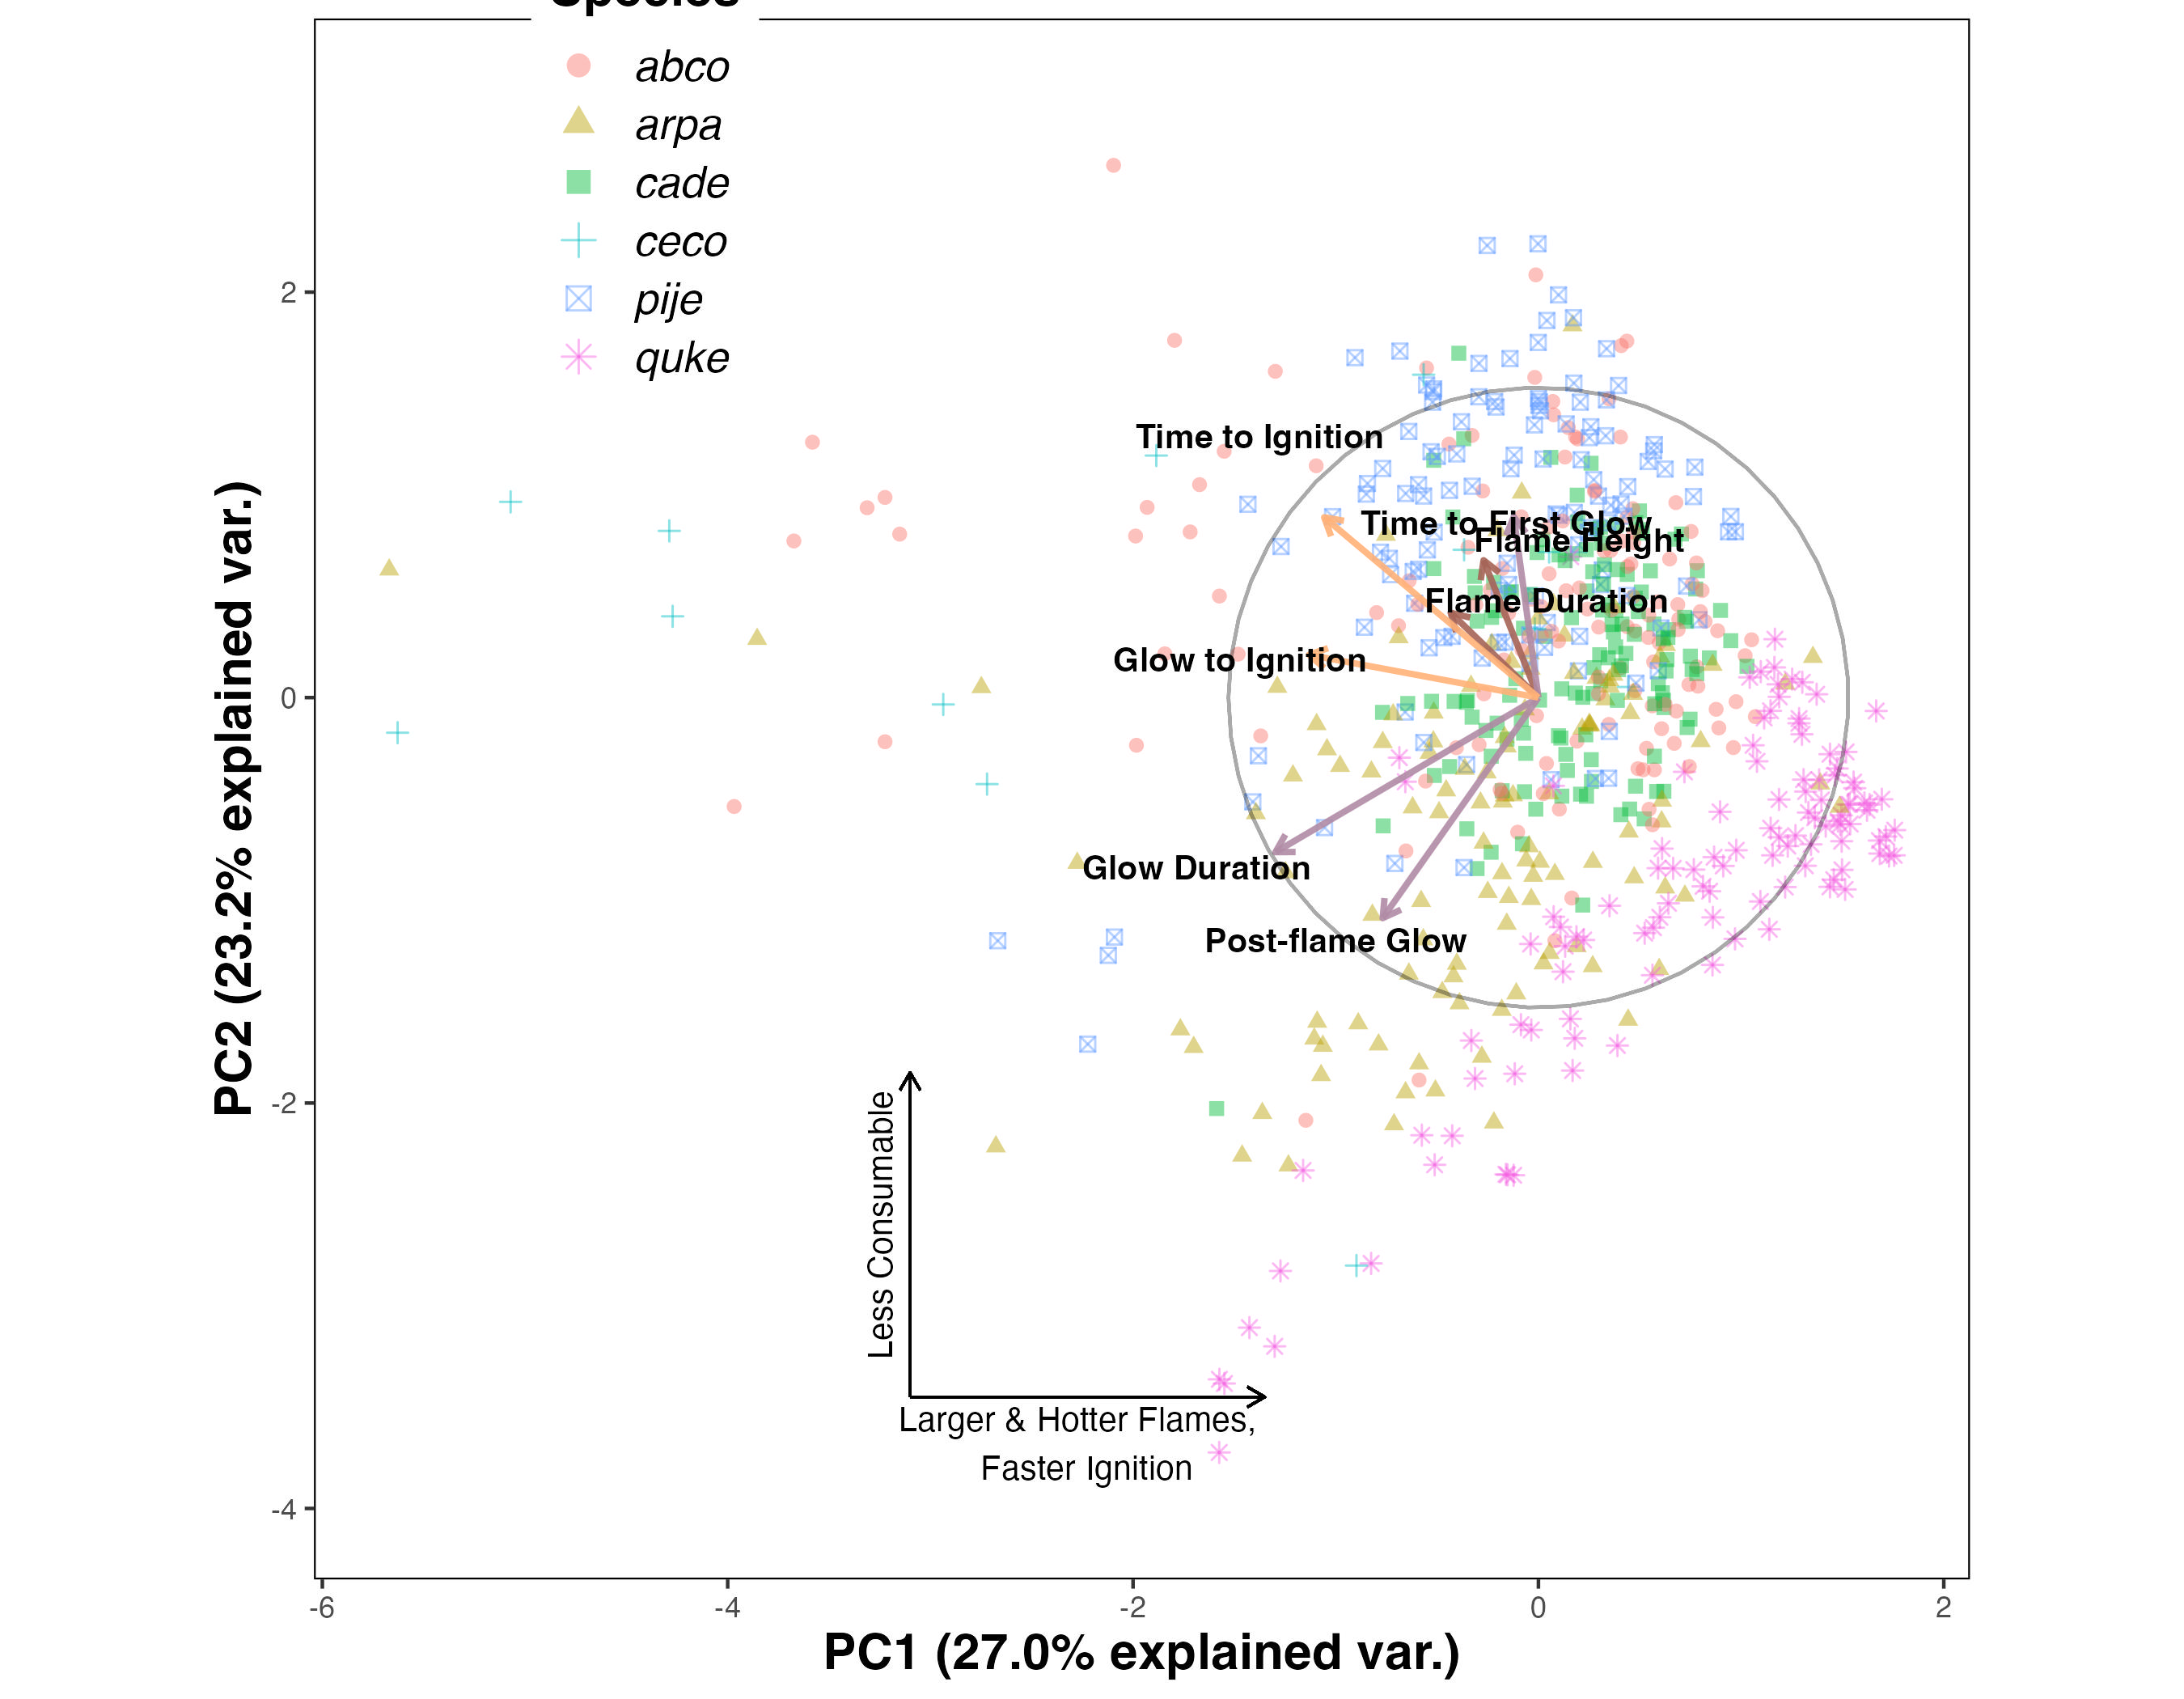 Species
abco
arpa
cade
ceco
pije
quke
2
0
-2
-4
PC2 (23.2% explained var.)
Time to Ignition
Time to First Glow
Flame Height
Flame Duration
Glow to Ignition
Glow Duration
Post-flame Glow
Less Consumable
Larger & Hotter Flames,
Faster Ignition
-6
-4
-2
0
2
PC1 (27.0% explained var.)